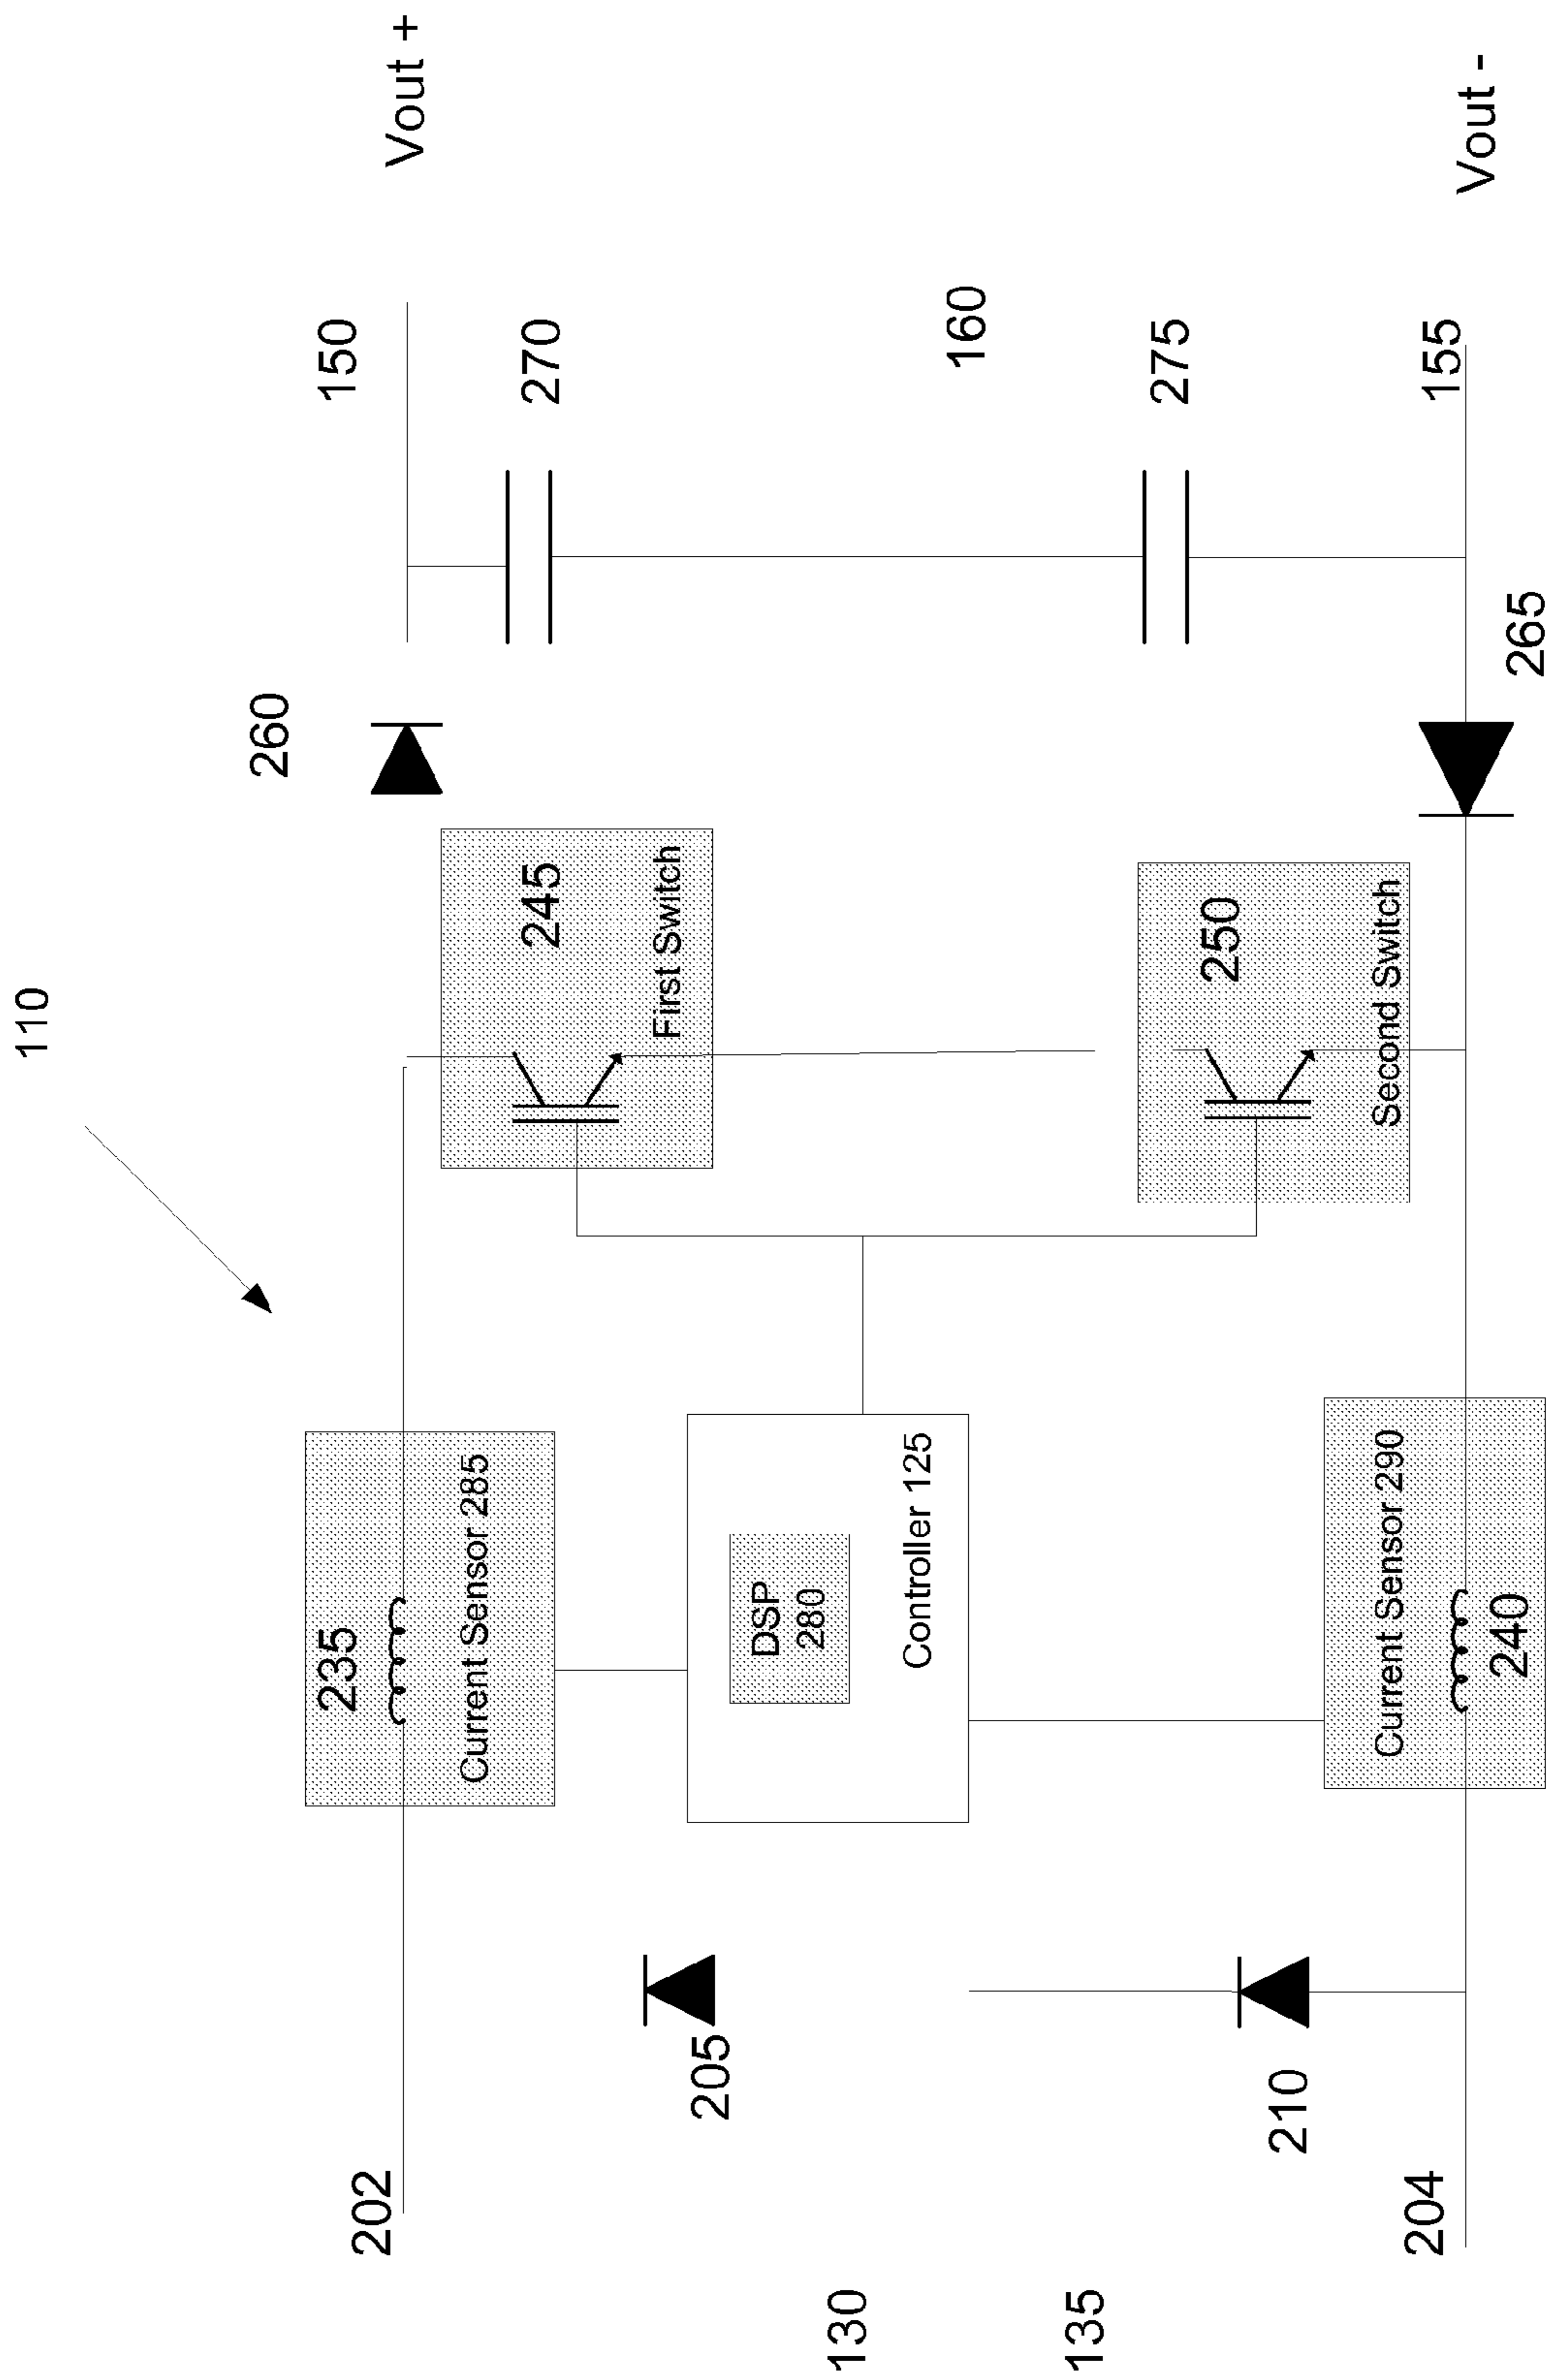 110
202
235
Current Sensor 285
260
150
Vout +
245
First Switch
270
205
DSP
280
Controller 125
130
160
135
210
250
Second Switch
275
204
Current Sensor 290
240
265
155
Vout -